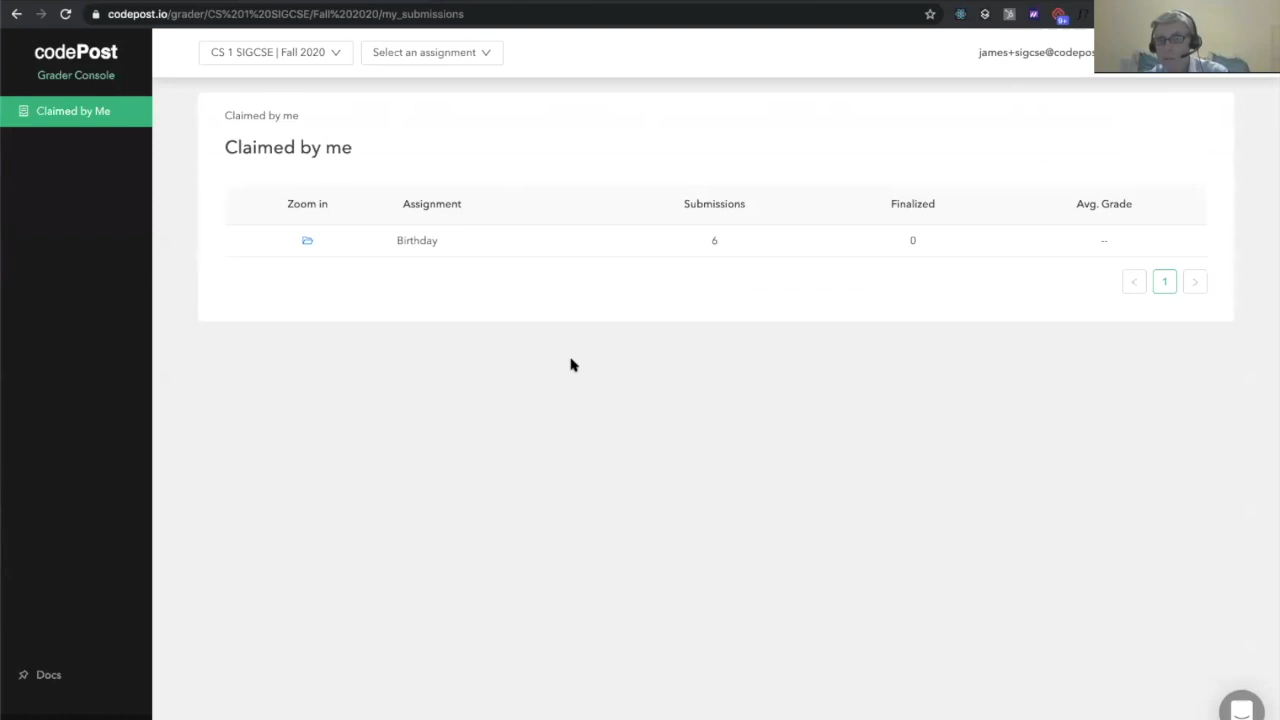 codepost.io/grader/CS%201%20SIGCSE/Fall%202020/my_submissions
9+
codePost
Grader Console
CS 1 SIGCSE | Fall 2020
Select an assignment
james+sigcse@codepos
Claimed by Me
Claimed by me
Claimed by me
Zoom in Assignment Submissions Finalized Avg. Grade
Birthday 6 0 --
< 1 >
Docs